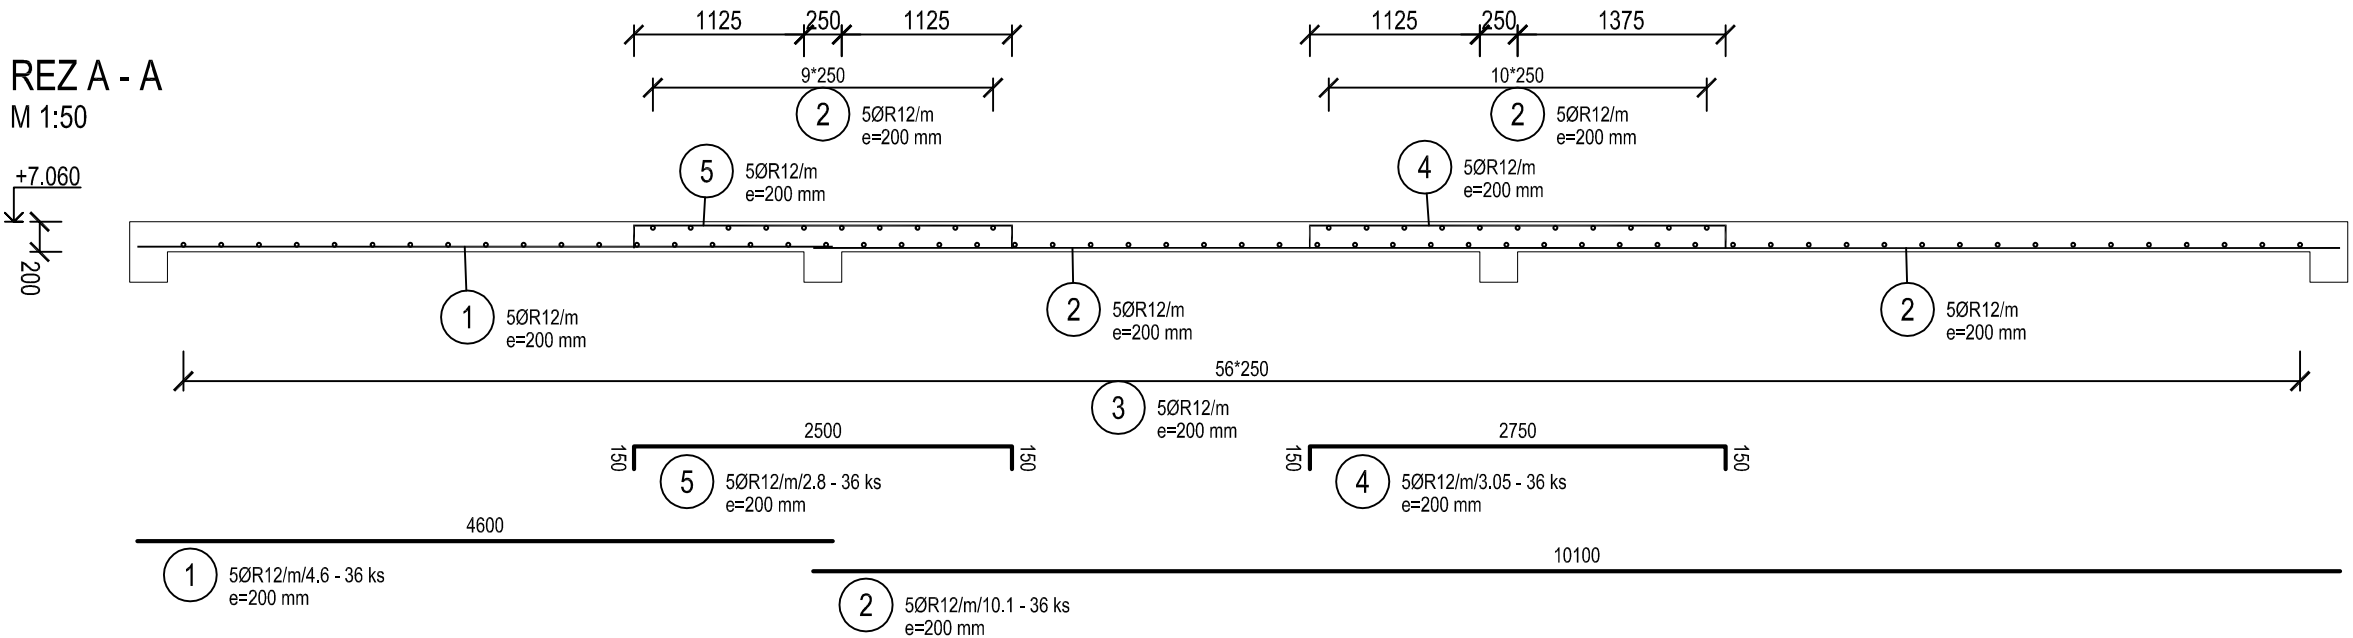 1125 250 1125
1125 250 1375
REZ A - A
M 1:50
9*250
2 5ØR12/m
e=200 mm
10*250
2 5ØR12/m
e=200 mm
5 5ØR12/m
e=200 mm
4 5ØR12/m
e=200 mm
+7.060
200
1 5ØR12/m
e=200 mm
2 5ØR12/m
e=200 mm
2 5ØR12/m
e=200 mm
56*250
3 5ØR12/m
e=200 mm
150 2500 150
5 5ØR12/m/2.8 - 36 ks
e=200 mm
150 2750 150
4 5ØR12/m/3.05 - 36 ks
e=200 mm
4600
1 5ØR12/m/4.6 - 36 ks
e=200 mm
10100
2 5ØR12/m/10.1 - 36 ks
e=200 mm